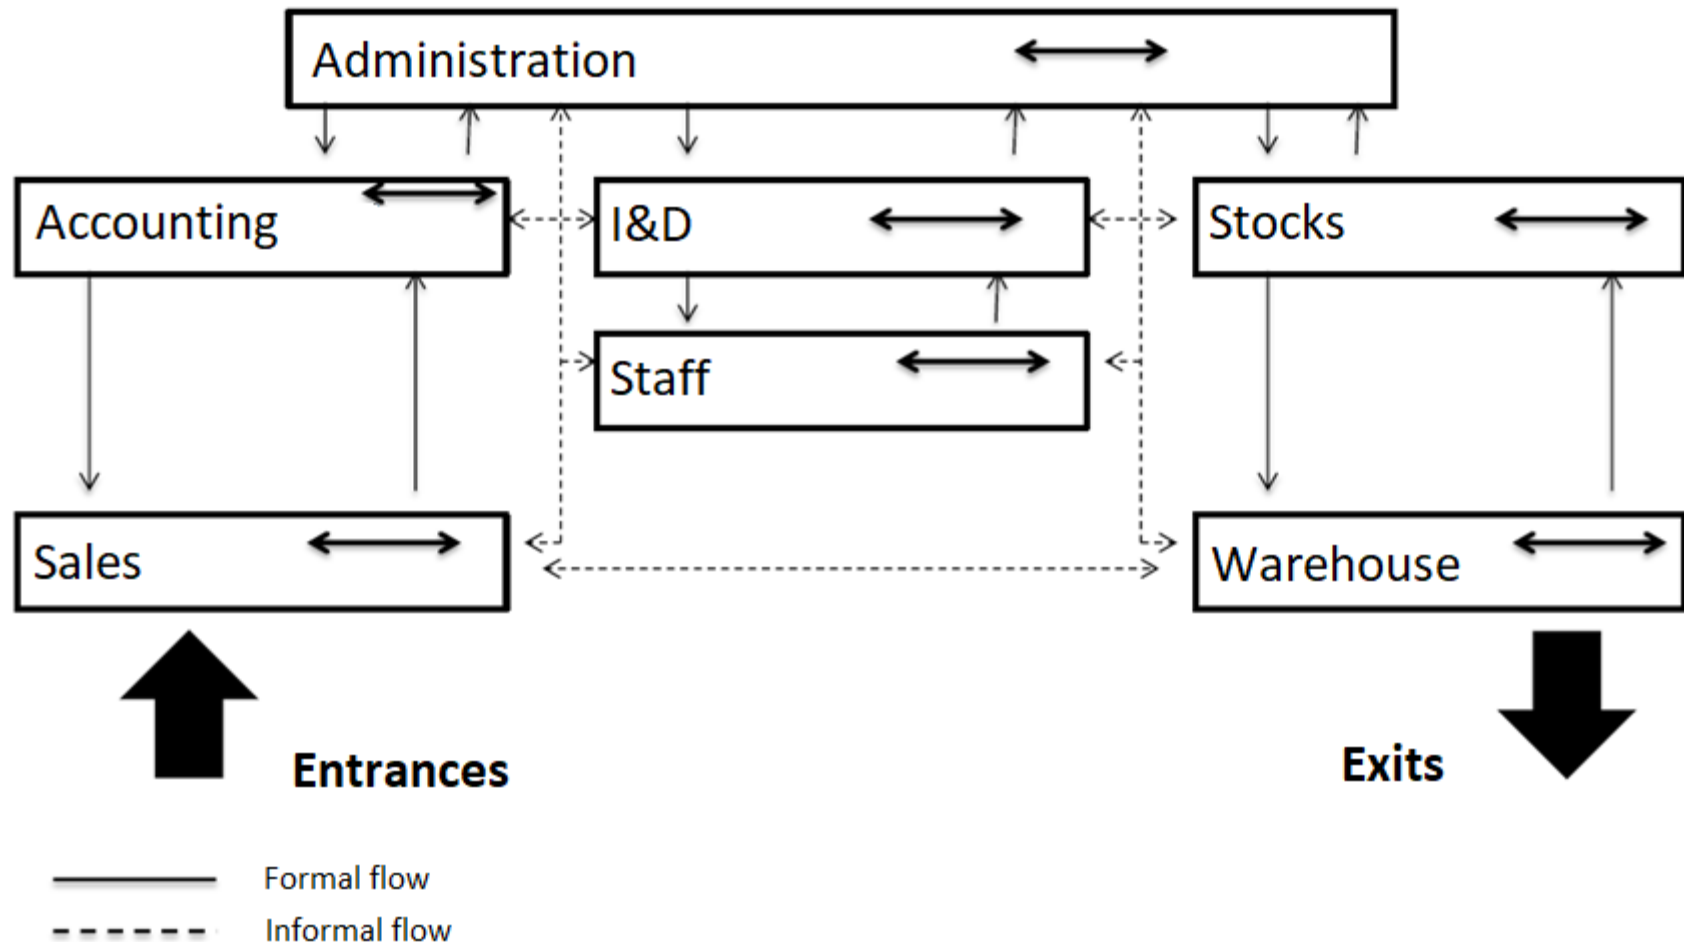 Administration
Accounting
I&D
Stocks
Staff
Sales
Warehouse
Entrances
Exits
Formal flow
Informal flow